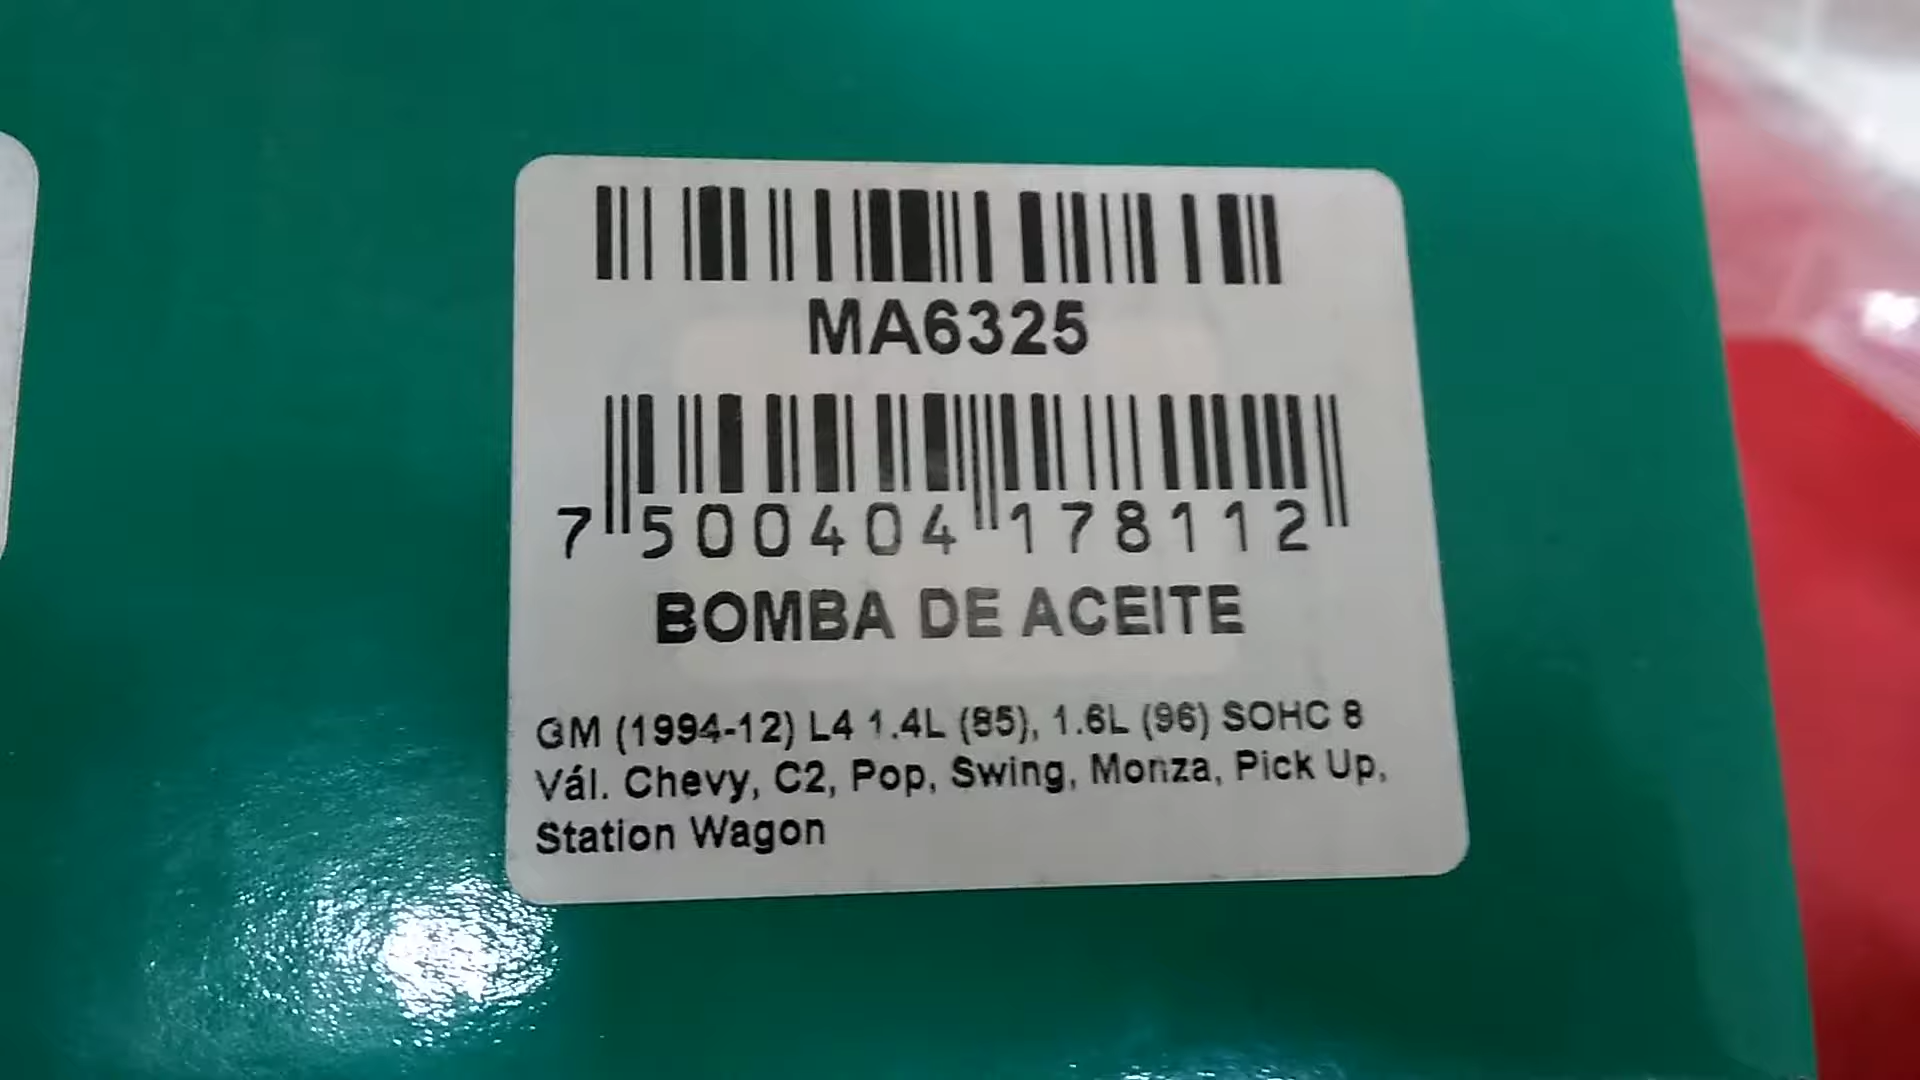 MA6325
7 500404 178112
BOMBA DE ACEITE
GM (1994-12) L4 1.4L (85), 1.6L (96) SOHC 8
Vál. Chevy, C2, Pop, Swing, Monza, Pick Up,
Station Wagon